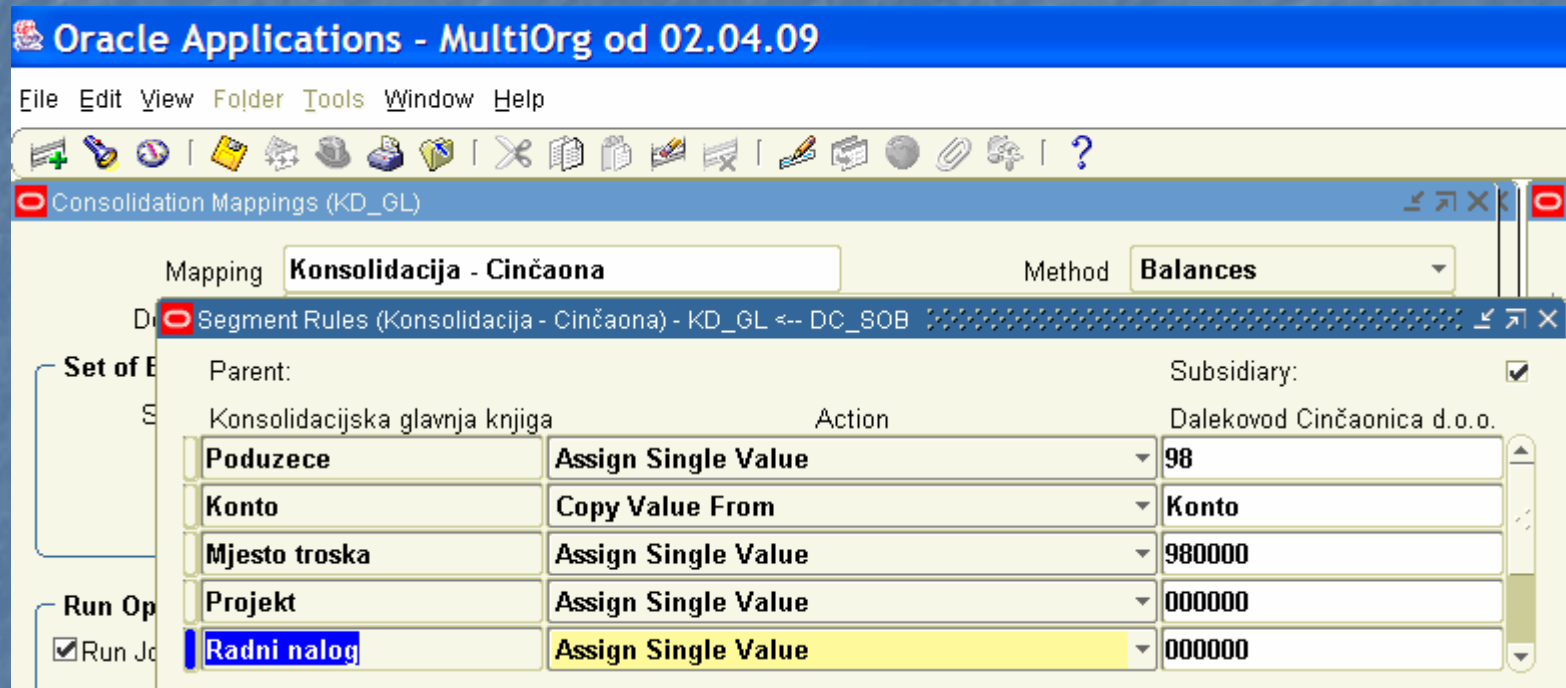 Oracle Applications - MultiOrg od 02.04.09
File Edit View Folder Tools Window Help
Consolidation Mappings (KD_GL)
Mapping Konsolidacija - Cinčaona Method Balances
Segment Rules (Konsolidacija - Cinčaona) - KD_GL <-- DC_SOB
Set of
Parent: Subsidiary:
Konsolidacijska glavnja knjiga Action Dalekovod Cinčaonica d.o.o.
Poduzece Assign Single Value 98
Konto Copy Value From Konto
Mjesto troska Assign Single Value 980000
Run Op Projekt Assign Single Value 000000
Run Jo Radni nalog Assign Single Value 000000